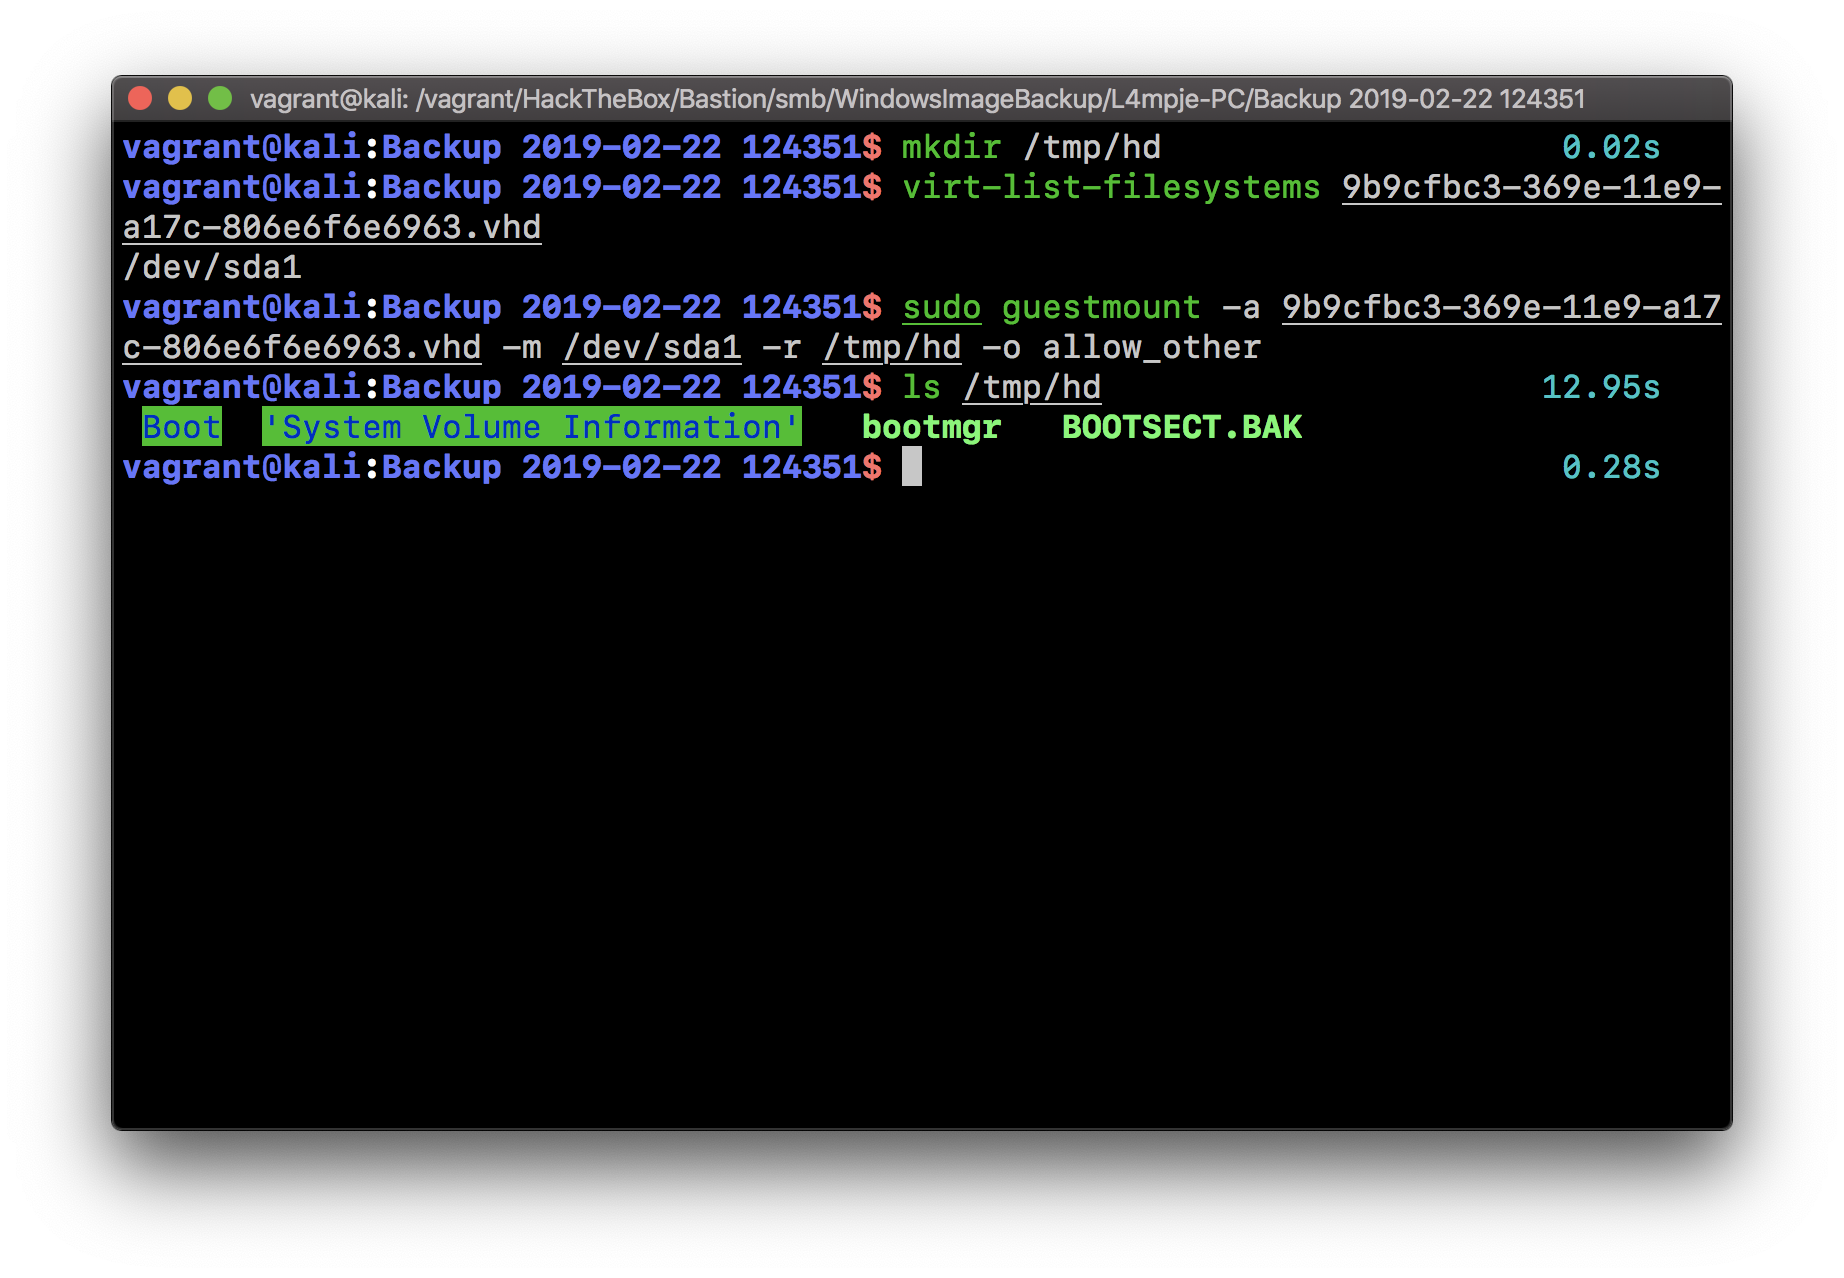 vagrant@kali: /vagrant/HackTheBox/Bastion/smb/WindowsImageBackup/L4mpje-PC/Backup 2019-02-22 124351
vagrant@kali:Backup 2019-02-22 124351$ mkdir /tmp/hd 0.02s
vagrant@kali:Backup 2019-02-22 124351$ virt-list-filesystems 9b9cfbc3-369e-11e9-
a17c-806e6f6e6963.vhd
/dev/sda1
vagrant@kali:Backup 2019-02-22 124351$ sudo guestmount -a 9b9cfbc3-369e-11e9-a17
c-806e6f6e6963.vhd -m /dev/sda1 -r /tmp/hd -o allow_other
vagrant@kali:Backup 2019-02-22 124351$ ls /tmp/hd 12.95s
Boot 'System Volume Information' bootmgr BOOTSECT.BAK
vagrant@kali:Backup 2019-02-22 124351$ 0.28s